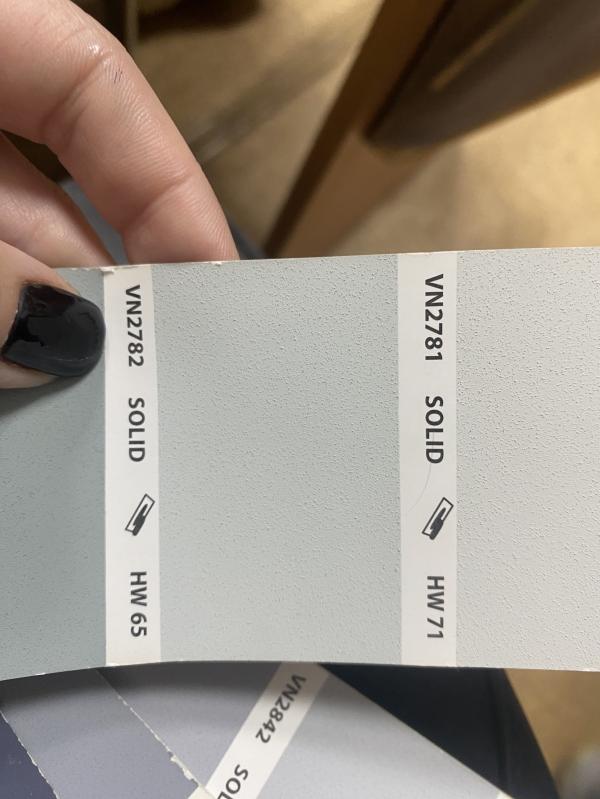 VN2782 SOLID HW 65
VN2781 SOLID HW 71
VN2842